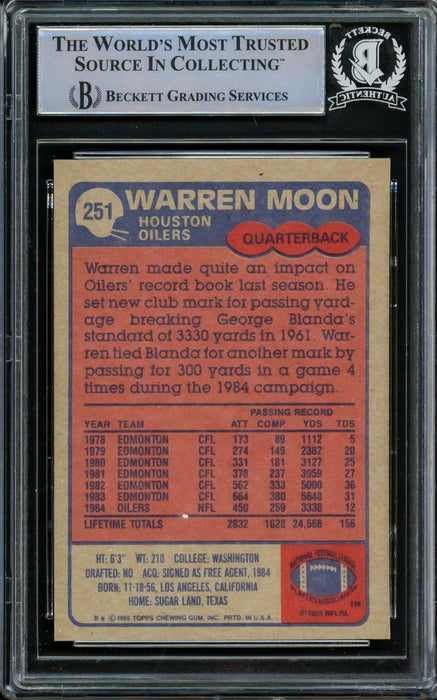 THE WORLD'S MOST TRUSTED
SOURCE IN COLLECTING™
BECKETT GRADING SERVICES
BECKETT
B
AUTHENTIC
251
WARREN MOON
HOUSTON
OILERS
QUARTERBACK
Warren made quite an impact on
Oilers' record book last season. He
set new club mark for passing yard-
age breaking George Blanda's
standard of 3330 yards in 1961. War-
ren tied Blanda for another mark by
passing for 300 yards in a game 4
times during the 1984 campaign.
PASSING RECORD
YEAR TEAM ATT COMP YDS TDS
1978 EDMONTON CFL 173 89 1112 5
1979 EDMONTON CFL 274 149 2382 20
1980 EDMONTON CFL 331 181 3127 25
1981 EDMONTON CFL 378 237 3959 27
1982 EDMONTON CFL 562 333 5000 36
1983 EDMONTON CFL 664 380 5648 31
1984 OILERS NFL 450 259 3338 12
LIFETIME TOTALS 2832 1628 24,566 156
HT: 6'3" WT: 210 COLLEGE: WASHINGTON
DRAFTED: NO ACQ: SIGNED AS FREE AGENT, 1984
BORN: 11-18-56, LOS ANGELES, CALIFORNIA
HOME: SUGAR LAND, TEXAS
B ★ © 1985 TOPPS CHEWING GUM, INC. PRTD. IN U.S.A.
NATIONAL FOOTBALL LEAGUE
PLAYERS ASSOCIATION
TM
© 1985 NFLPA